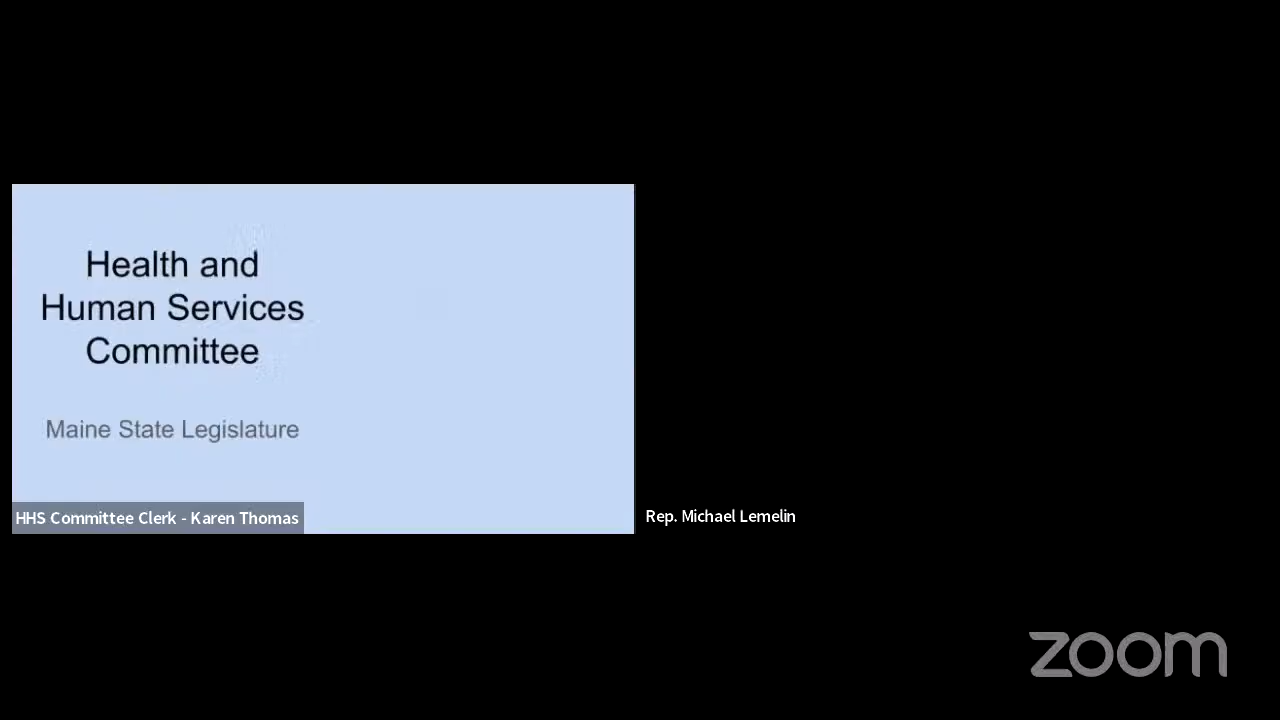 Health and
Human Services
Committee
Maine State Legislature
HHS Committee Clerk - Karen Thomas
Rep. Michael Lemelin
zoom